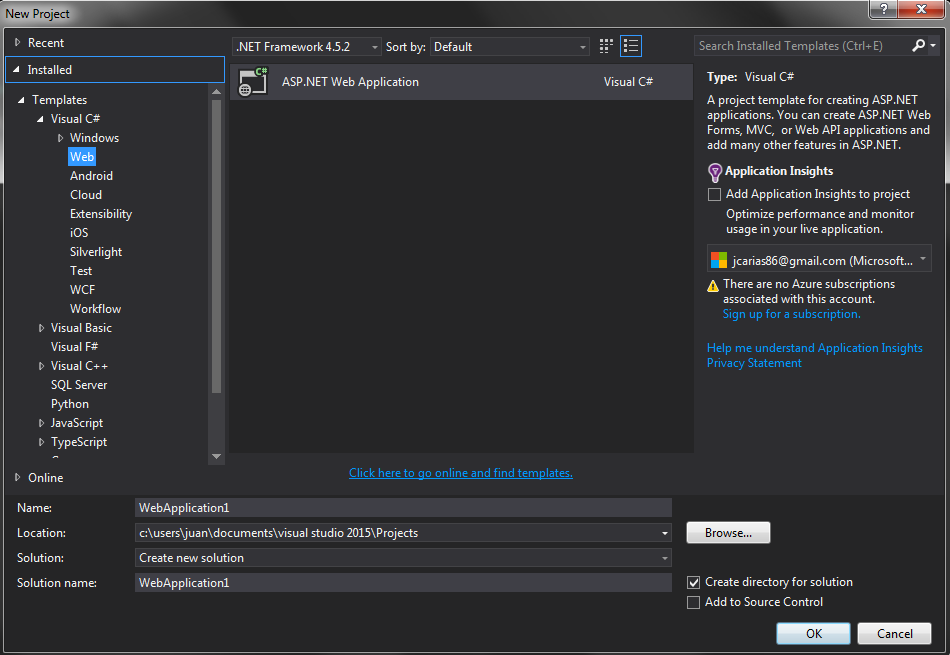 New Project
?
Recent
Installed
Templates
Visual C#
Windows
Web
Android
Cloud
Extensibility
iOS
Silverlight
Test
WCF
Workflow
Visual Basic
Visual F#
Visual C++
SQL Server
Python
JavaScript
TypeScript
Online
.NET Framework 4.5.2
Sort by: Default
C#
ASP.NET Web Application Visual C#
Click here to go online and find templates.
Search Installed Templates (Ctrl+E)
Type: Visual C#
A project template for creating ASP.NET
applications. You can create ASP.NET Web
Forms, MVC, or Web API applications and
add many other features in ASP.NET.
Application Insights
Add Application Insights to project
Optimize performance and monitor
usage in your live application.
jcarias86@gmail.com (Microsoft...
There are no Azure subscriptions
associated with this account.
Sign up for a subscription.
Help me understand Application Insights
Privacy Statement
Name: WebApplication1
Location: c:\users\juan\documents\visual studio 2015\Projects
Browse...
Solution: Create new solution
Solution name: WebApplication1
Create directory for solution
Add to Source Control
OK Cancel